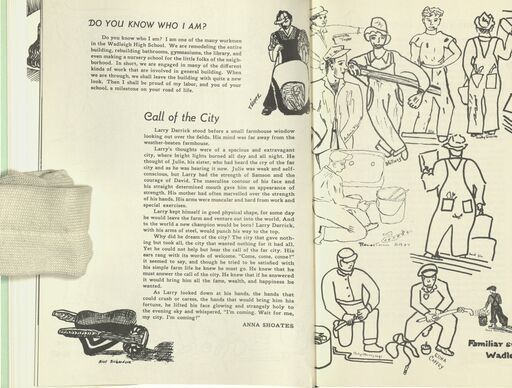 DO YOU KNOW WHO I AM?
Do you know who I am? I am one of the many workmen
in the Wadleigh High School. We are remodeling the entire
building, rebuilding bathrooms, gymnasiums, the library, and
even making a nursery school for the little folks of the neigh-
borhood. In short, we are engaged in many of the different
kinds of work that are involved in general building. When
we are through, we shall leave the building with quite a new
look. Then I shall be proud of my labor, and you of your
school, a milestone on your road of life.
Call of the City
Larry Darrick stood before a small farmhouse window
looking out over the fields. His mind was far away from the
weather-beaten farmhouse.
Larry's thoughts were of a spacious and extravagant
city, where bright lights burned all day and all night. He
thought of Julia, his sister, who had heard the cry of the far
city and as he was hearing it now. Julia was weak and self-
conscious, but Larry had the strength of Samson and the
courage of David. The masculine contour of his face and
his straight determined mouth gave him an appearance of
strength. His mother had often marvelled over the strength
of his hands. His arms were muscular and hard from work and
special exercises.
Larry kept himself in good physical shape, for some day
he would leave the farm and venture out into the world. And
to the world a new champion would be born! Larry Darrick,
with his arms of steel, would punch his way to the top.
Why did he dream of the city? The city that gave noth-
ing but took all, the city that wanted nothing for it had all,
Yet he could not help but hear the call of the far city. His
ears rang with its words of welcome. "Come, come, come!"
it seemed to say, and though he tried to be satisfied with
his simple farm life he knew he must go. He knew that he
must answer the call of the city. He knew that if he answered
it would bring him all the fame, wealth, and happiness he
wanted.
As Larry looked down at his hands, the hands that
could crush or caress, the hands that would bring him his
fortune, he lifted his face glowing and strangely holy to
the evening sky and whispered, "I'm coming. Wait for me,
my city. I'm coming!"
ANNA SHOATES
Familiar
Wadle